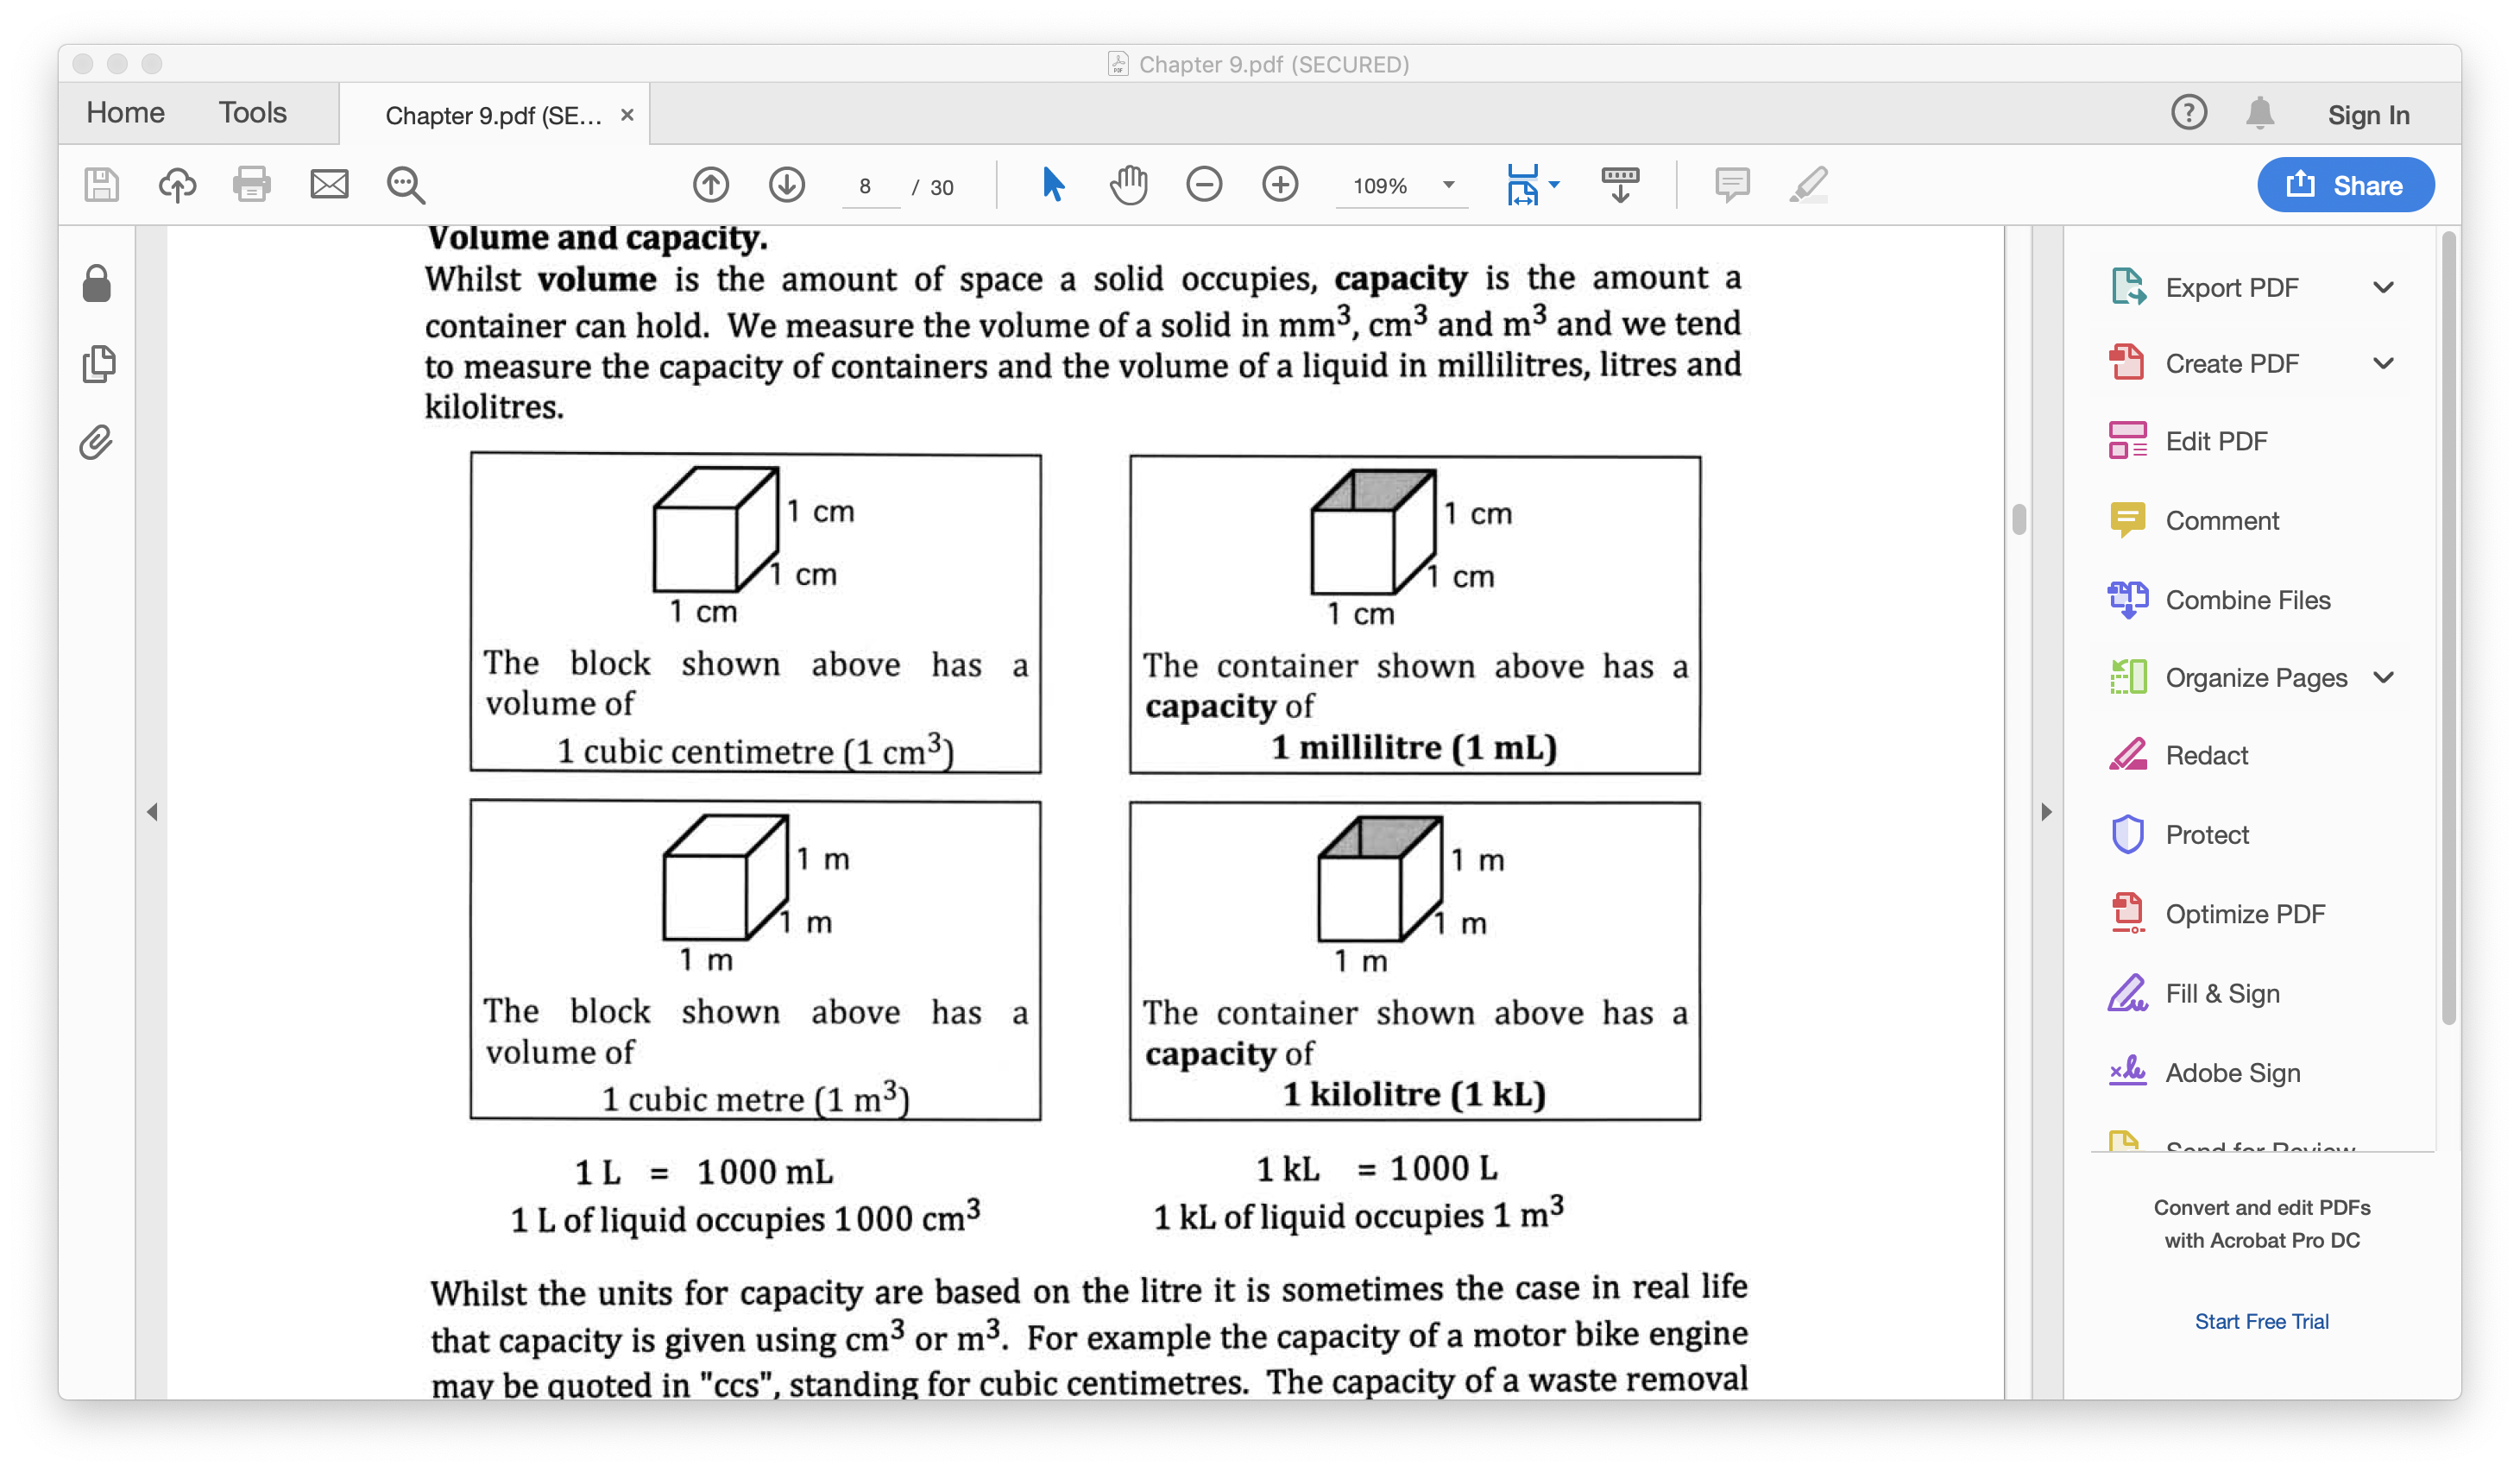 Chapter 9.pdf (SECURED)
Home Tools Chapter 9.pdf (SE... × ? Sign In
8 / 30 109% Share
Volume and capacity.
Whilst volume is the amount of space a solid occupies, capacity is the amount a
container can hold. We measure the volume of a solid in mm³, cm³ and m³ and we tend
to measure the capacity of containers and the volume of a liquid in millilitres, litres and
kilolitres.
1 cm
1 cm
1 cm
The block shown above has a
volume of
1 cubic centimetre (1 cm³)
1 cm
1 cm
1 cm
The container shown above has a
capacity of
1 millilitre (1 mL)
1 m
1 m
1 m
The block shown above has a
volume of
1 cubic metre (1 m³)
1 m
1 m
1 m
The container shown above has a
capacity of
1 kilolitre (1 kL)
1 L = 1000 mL
1 L of liquid occupies 1000 cm³
1 kL = 1000 L
1 kL of liquid occupies 1 m³
Whilst the units for capacity are based on the litre it is sometimes the case in real life
that capacity is given using cm³ or m³. For example the capacity of a motor bike engine
may be quoted in "ccs", standing for cubic centimetres. The capacity of a waste removal
Export PDF
Create PDF
Edit PDF
Comment
Combine Files
Organize Pages
Redact
Protect
Optimize PDF
Fill & Sign
Adobe Sign
Send for Review
Convert and edit PDFs
with Acrobat Pro DC
Start Free Trial